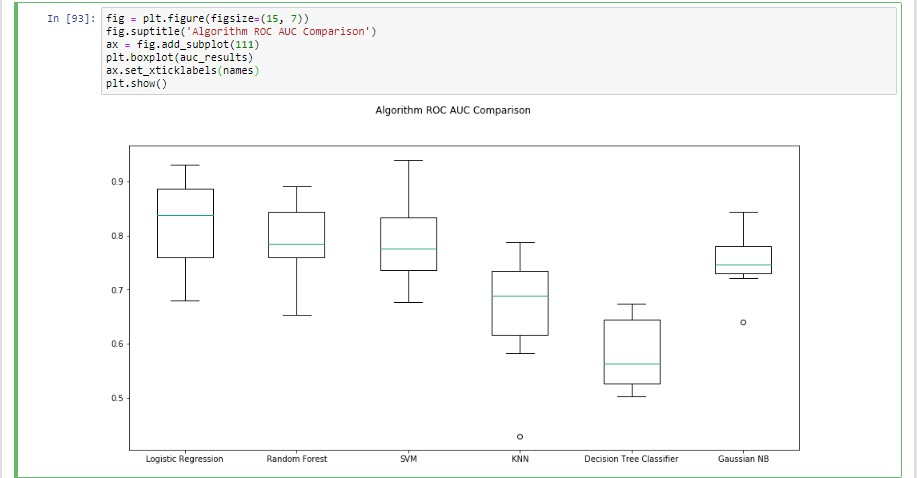 In [93]: fig = plt.figure(figsize=(15, 7))
fig.suptitle('Algorithm ROC AUC Comparison')
ax = fig.add_subplot(111)
plt.boxplot(auc_results)
ax.set_xticklabels(names)
plt.show()
Algorithm ROC AUC Comparison
0.9
0.8
0.7
0.6
0.5
Logistic Regression Random Forest SVM KNN Decision Tree Classifier Gaussian NB